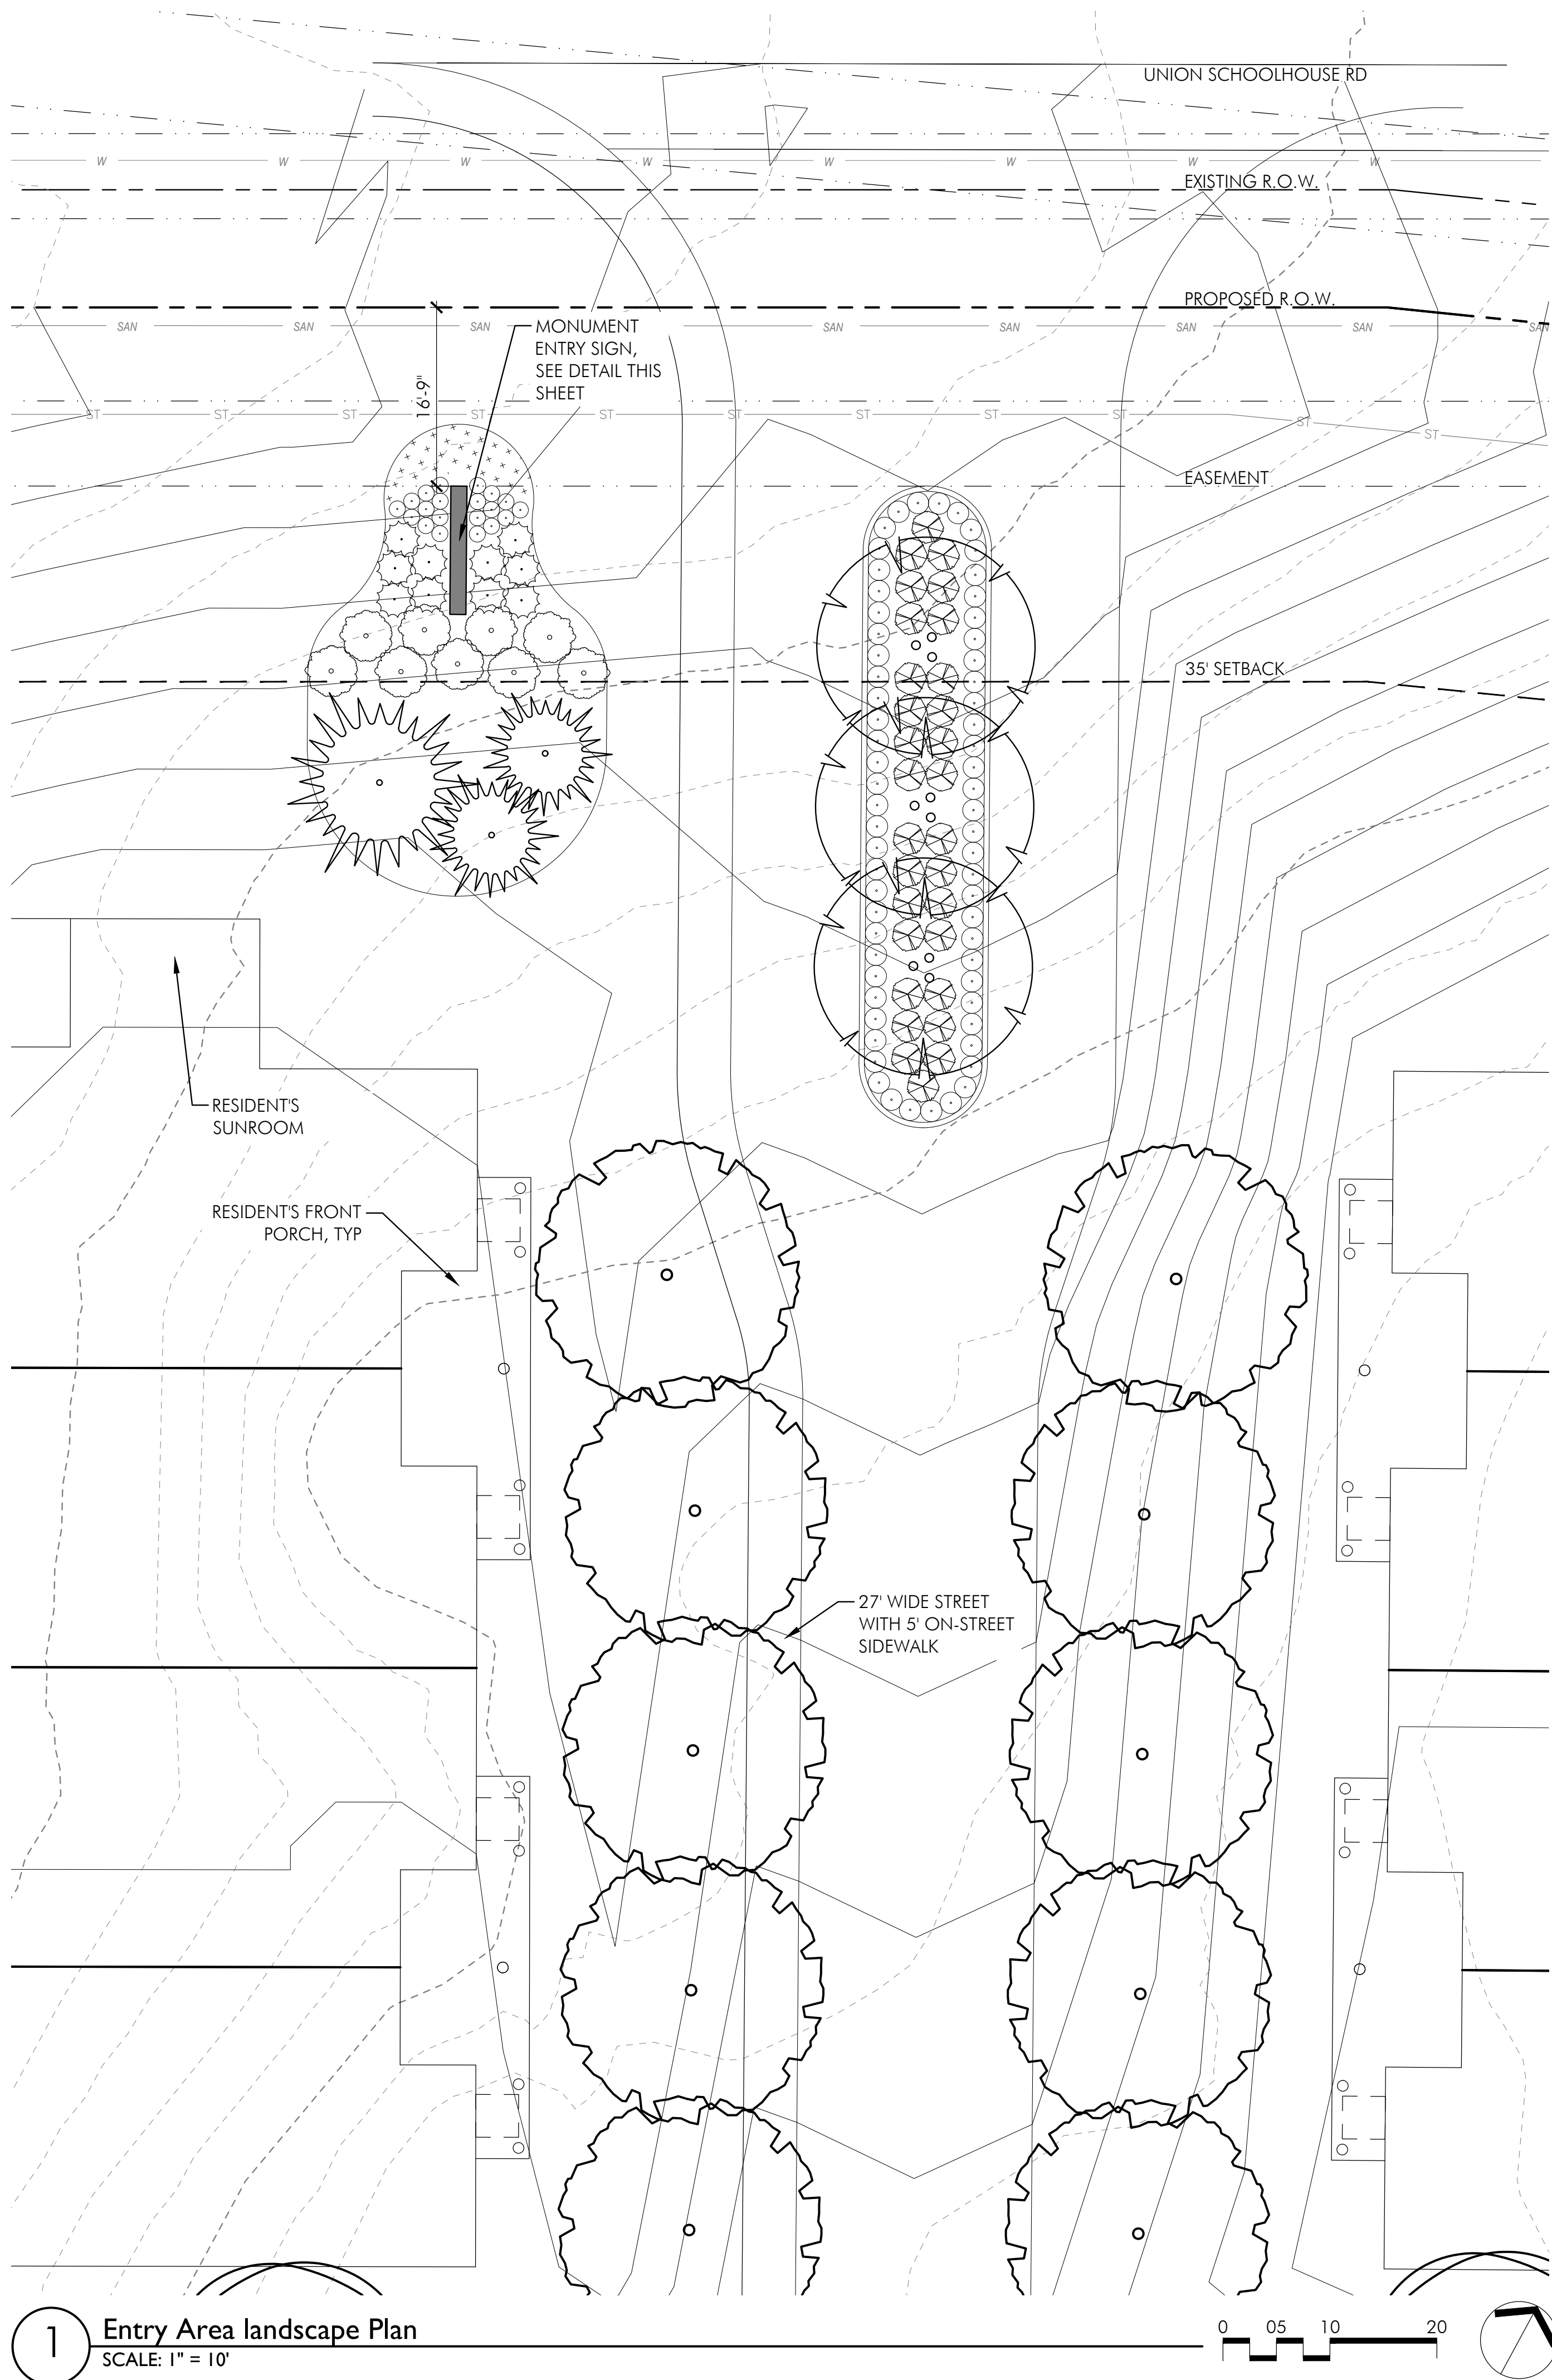 UNION SCHOOLHOUSE RD
W W W W W W W W
EXISTING R.O.W.
PROPOSED R.O.W.
SAN SAN SAN SAN SAN SAN SAN SAN
MONUMENT
ENTRY SIGN,
SEE DETAIL THIS
SHEET
16'-9"
ST ST ST ST ST ST ST ST ST ST ST
EASEMENT
35' SETBACK
RESIDENT'S
SUNROOM
RESIDENT'S FRONT
PORCH, TYP
27' WIDE STREET
WITH 5' ON-STREET
SIDEWALK
1
Entry Area landscape Plan
SCALE: 1" = 10'
0 05 10 20